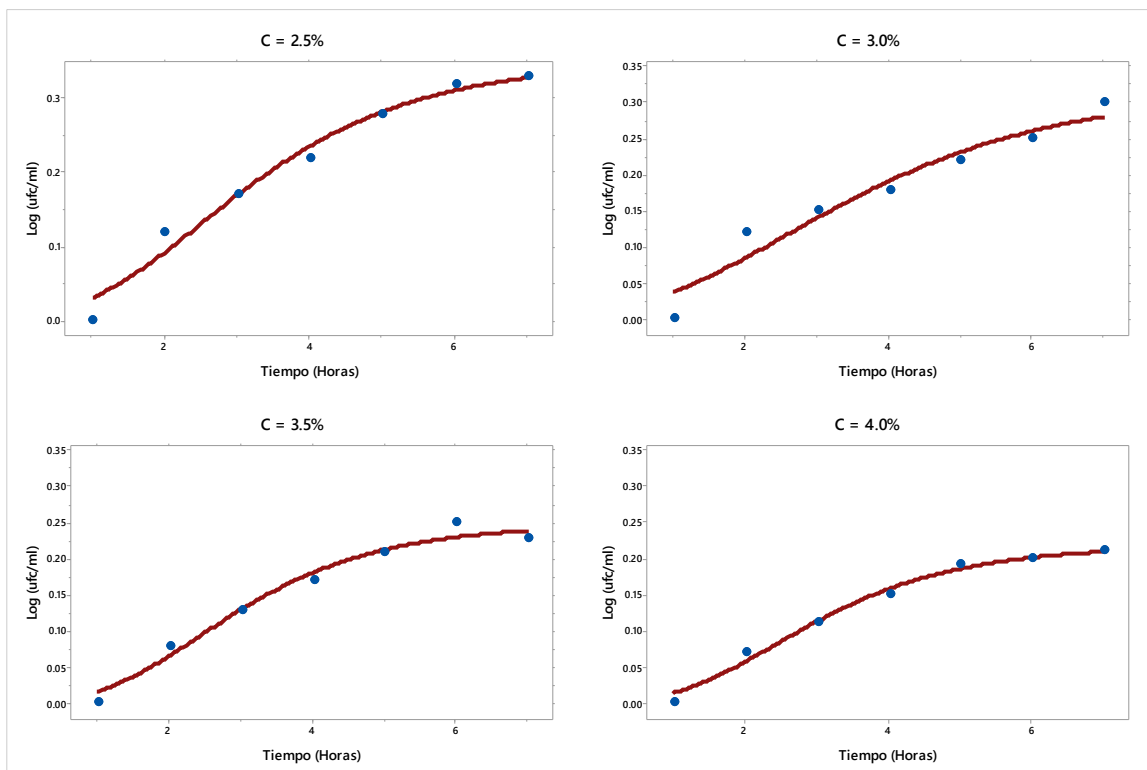 C = 2.5%
0.3
0.2
0.1
0.0
Log (ufc/ml)
2 4 6
Tiempo (Horas)
C = 3.0%
0.35
0.30
0.25
0.20
0.15
0.10
0.05
0.00
Log (ufc/ml)
2 4 6
Tiempo (Horas)
C = 3.5%
0.35
0.30
0.25
0.20
0.15
0.10
0.05
0.00
Log (ufc/ml)
2 4 6
Tiempo (Horas)
C = 4.0%
0.35
0.30
0.25
0.20
0.15
0.10
0.05
0.00
Log (ufc/ml)
2 4 6
Tiempo (Horas)